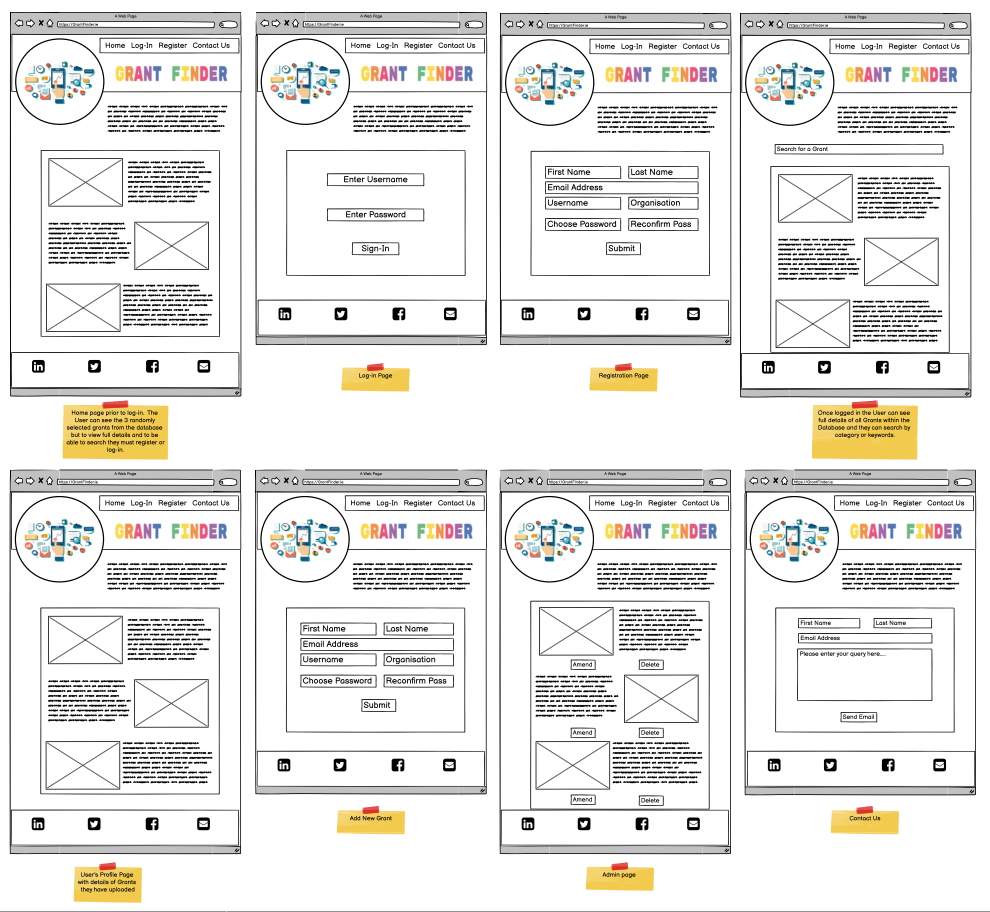 A Web Page
https://GrantFinder.ie
Home Log-In Register Contact Us
GRANT FINDER
Home page prior to log-in. The
User can see the 3 randomly
selected grants from the database
but to view full details and to be
able to search they must register or
log-in.
A Web Page
https://GrantFinder.ie
Home Log-In Register Contact Us
GRANT FINDER
Enter Username
Enter Password
Sign-In
Log-in Page
A Web Page
https://GrantFinder.ie
Home Log-In Register Contact Us
GRANT FINDER
First Name Last Name
Email Address
Username Organisation
Choose Password Reconfirm Pass
Submit
Registration Page
A Web Page
https://GrantFinder.ie
Home Log-In Register Contact Us
GRANT FINDER
Search for a Grant
Once logged in the User can see
full details of all Grants within the
Database and they can search by
category or keywords.
A Web Page
https://GrantFinder.ie
Home Log-In Register Contact Us
GRANT FINDER
User's Profile Page
with details of Grants
they have uploaded
A Web Page
https://GrantFinder.ie
Home Log-In Register Contact Us
GRANT FINDER
First Name Last Name
Email Address
Username Organisation
Choose Password Reconfirm Pass
Submit
Add New Grant
A Web Page
https://GrantFinder.ie
Home Log-In Register Contact Us
GRANT FINDER
Amend Delete
Amend Delete
Amend Delete
Admin page
A Web Page
https://GrantFinder.ie
Home Log-In Register Contact Us
GRANT FINDER
First Name Last Name
Email Address
Please enter your query here....
Send Email
Contact Us